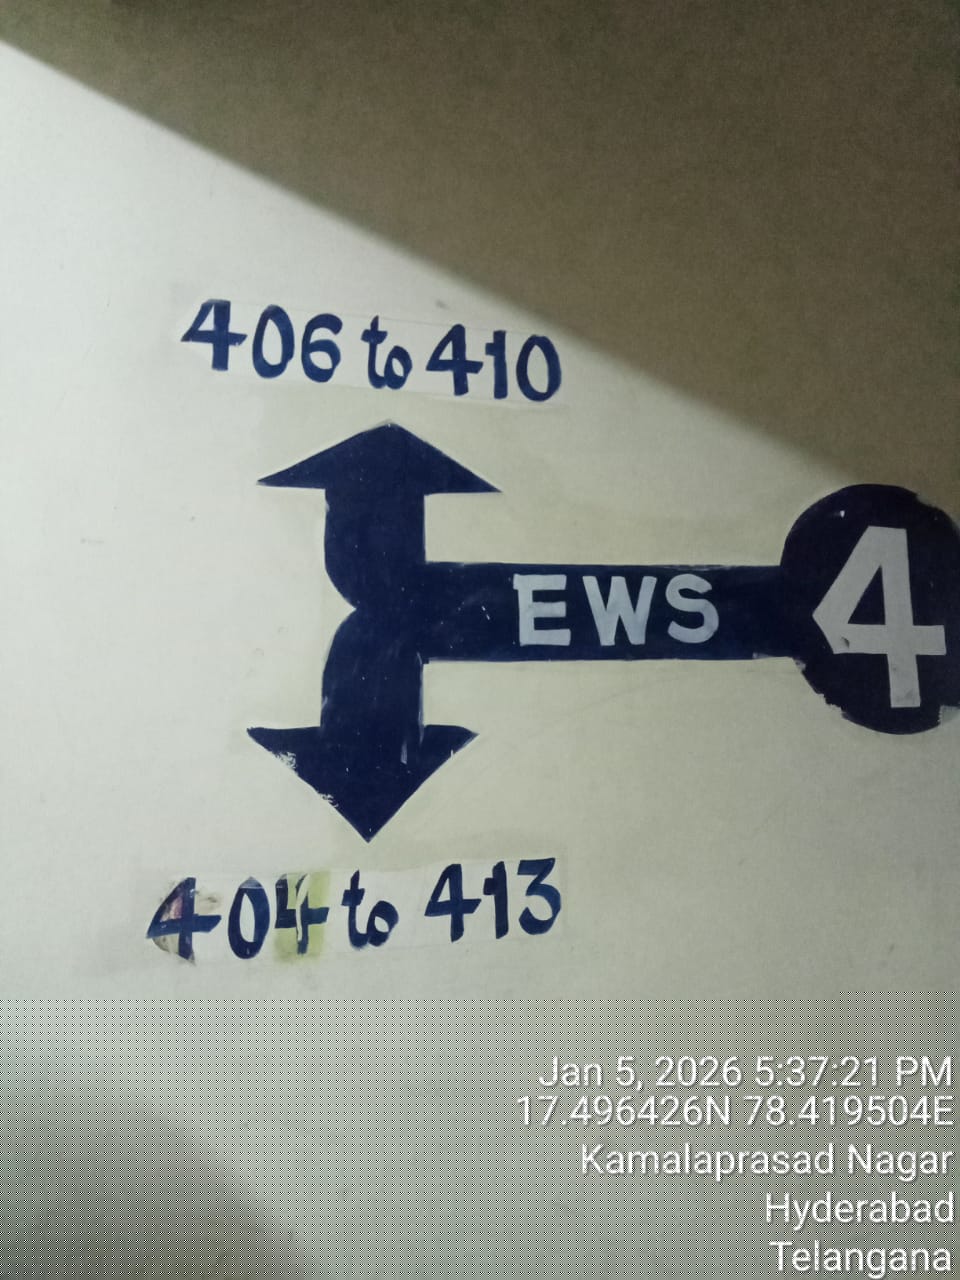 406 to 410
EWS 4
404 to 413
Jan 5, 2026 5:37:21 PM
17.496426N 78.419504E
Kamalaprasad Nagar
Hyderabad
Telangana